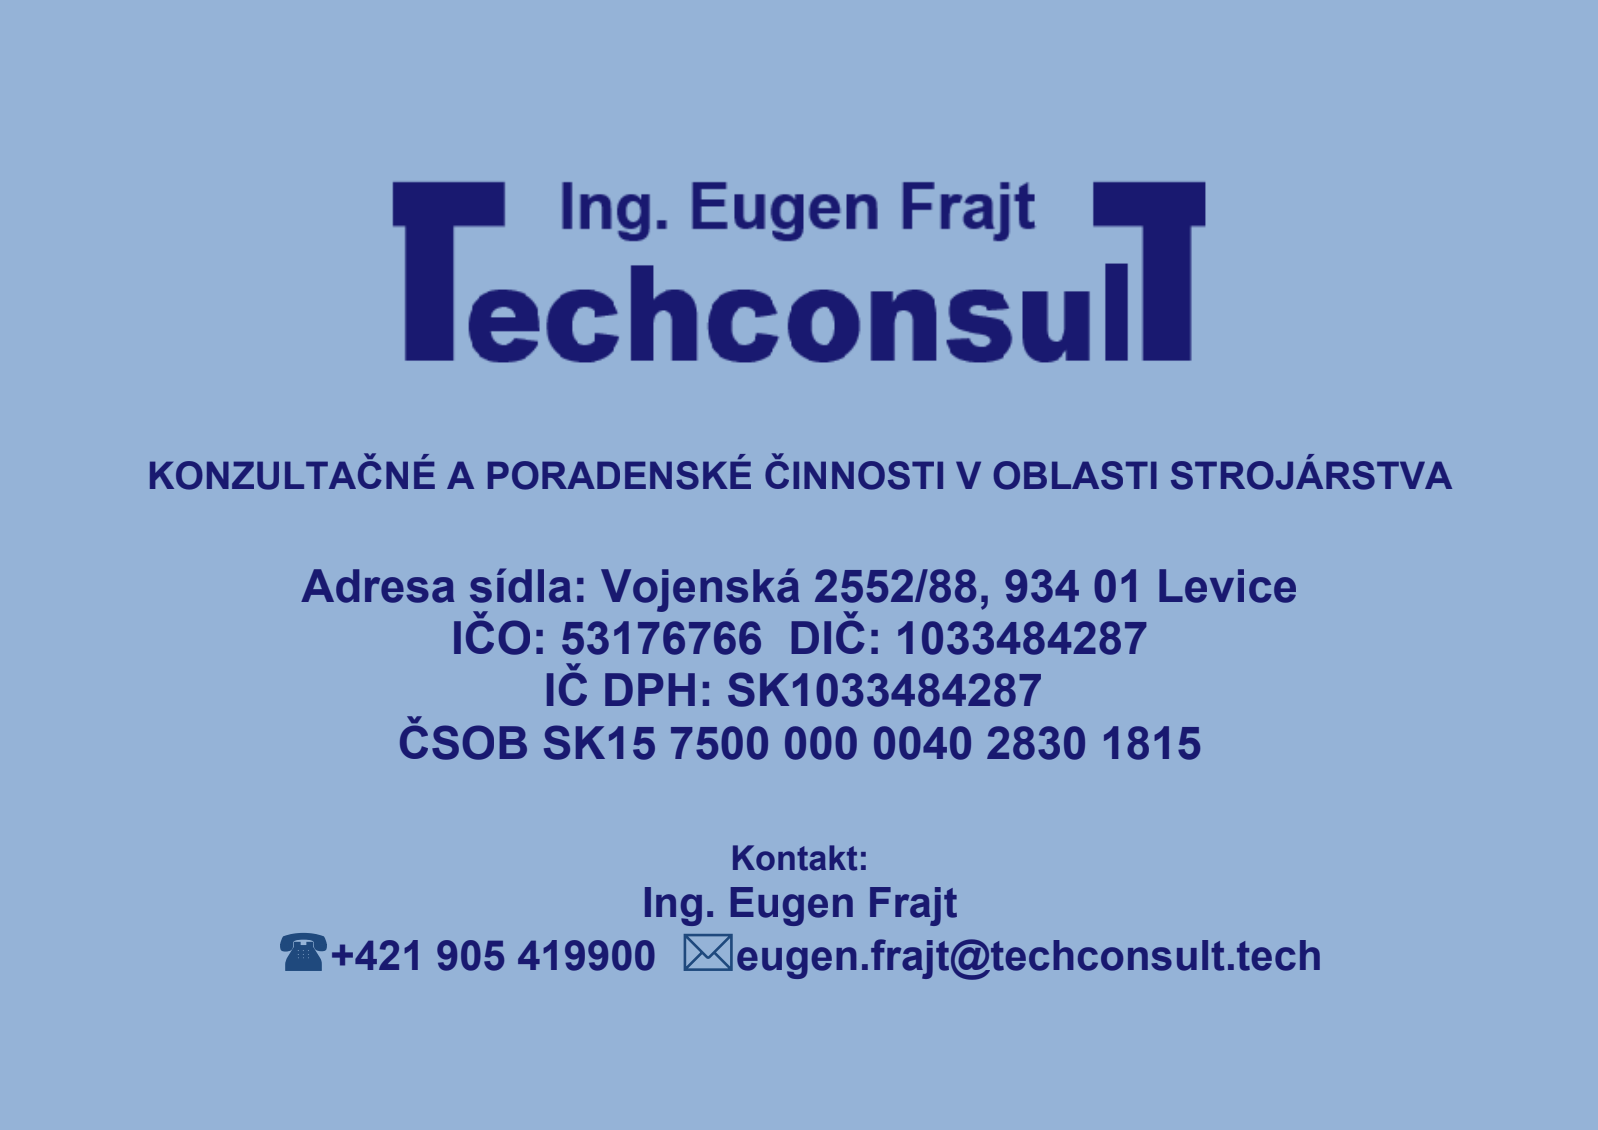 Ing. Eugen Frajt
TechconsulT
KONZULTAČNÉ A PORADENSKÉ ČINNOSTI V OBLASTI STROJÁRSTVA
Adresa sídla: Vojenská 2552/88, 934 01 Levice
IČO: 53176766 DIČ: 1033484287
IČ DPH: SK1033484287
ČSOB SK15 7500 000 0040 2830 1815
Kontakt:
Ing. Eugen Frajt
☎+421 905 419900 ✉eugen.frajt@techconsult.tech